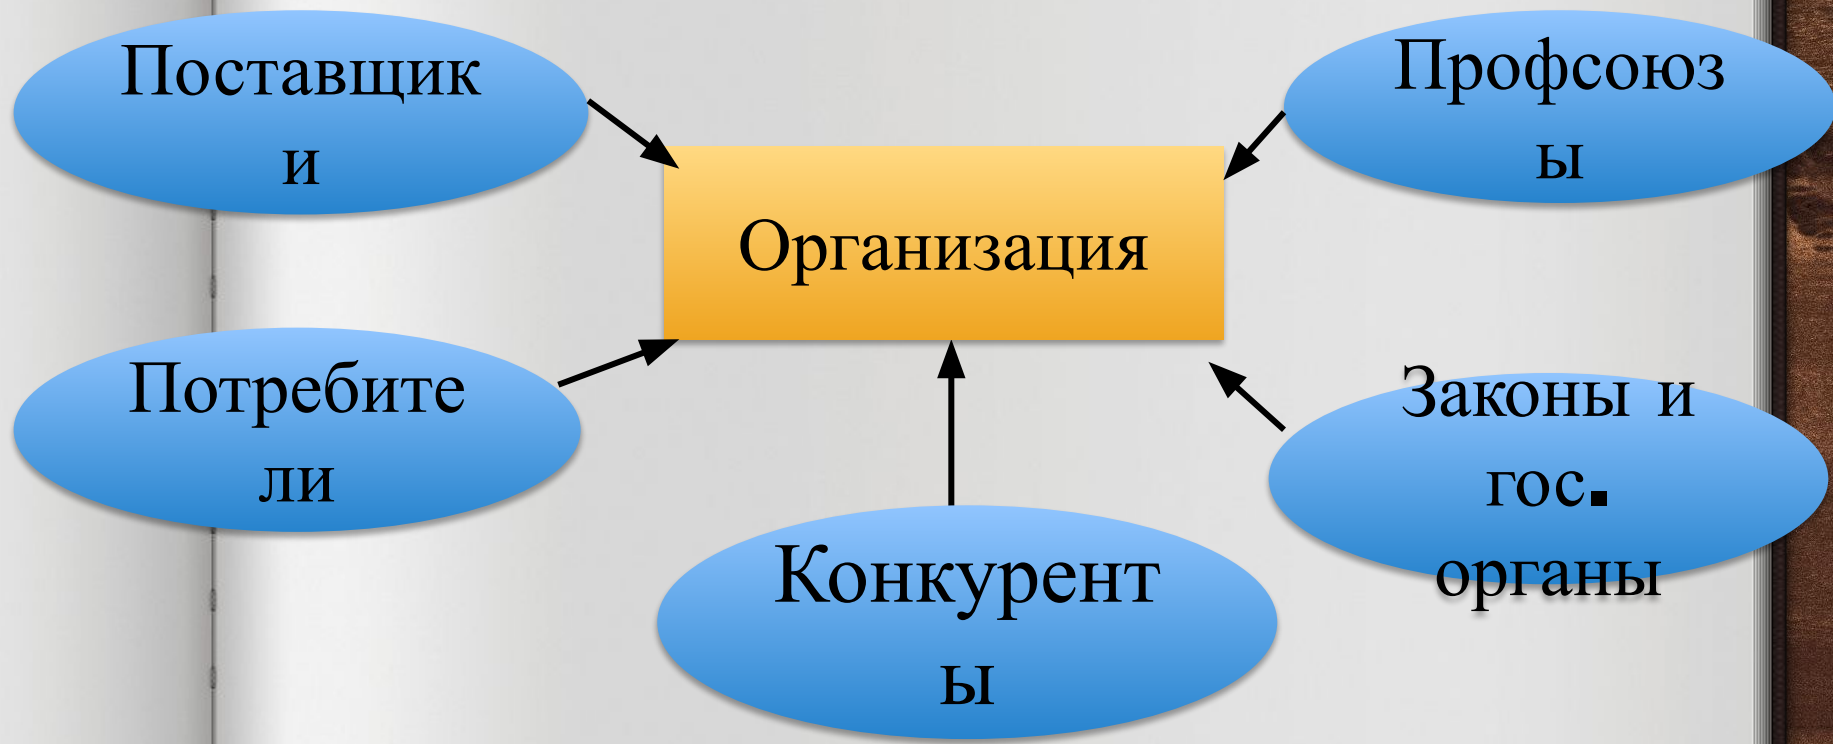 Поставщик
и
Профсоюз
ы
Организация
Потребите
ли
Законы и
гос.
органы
Конкурент
ы